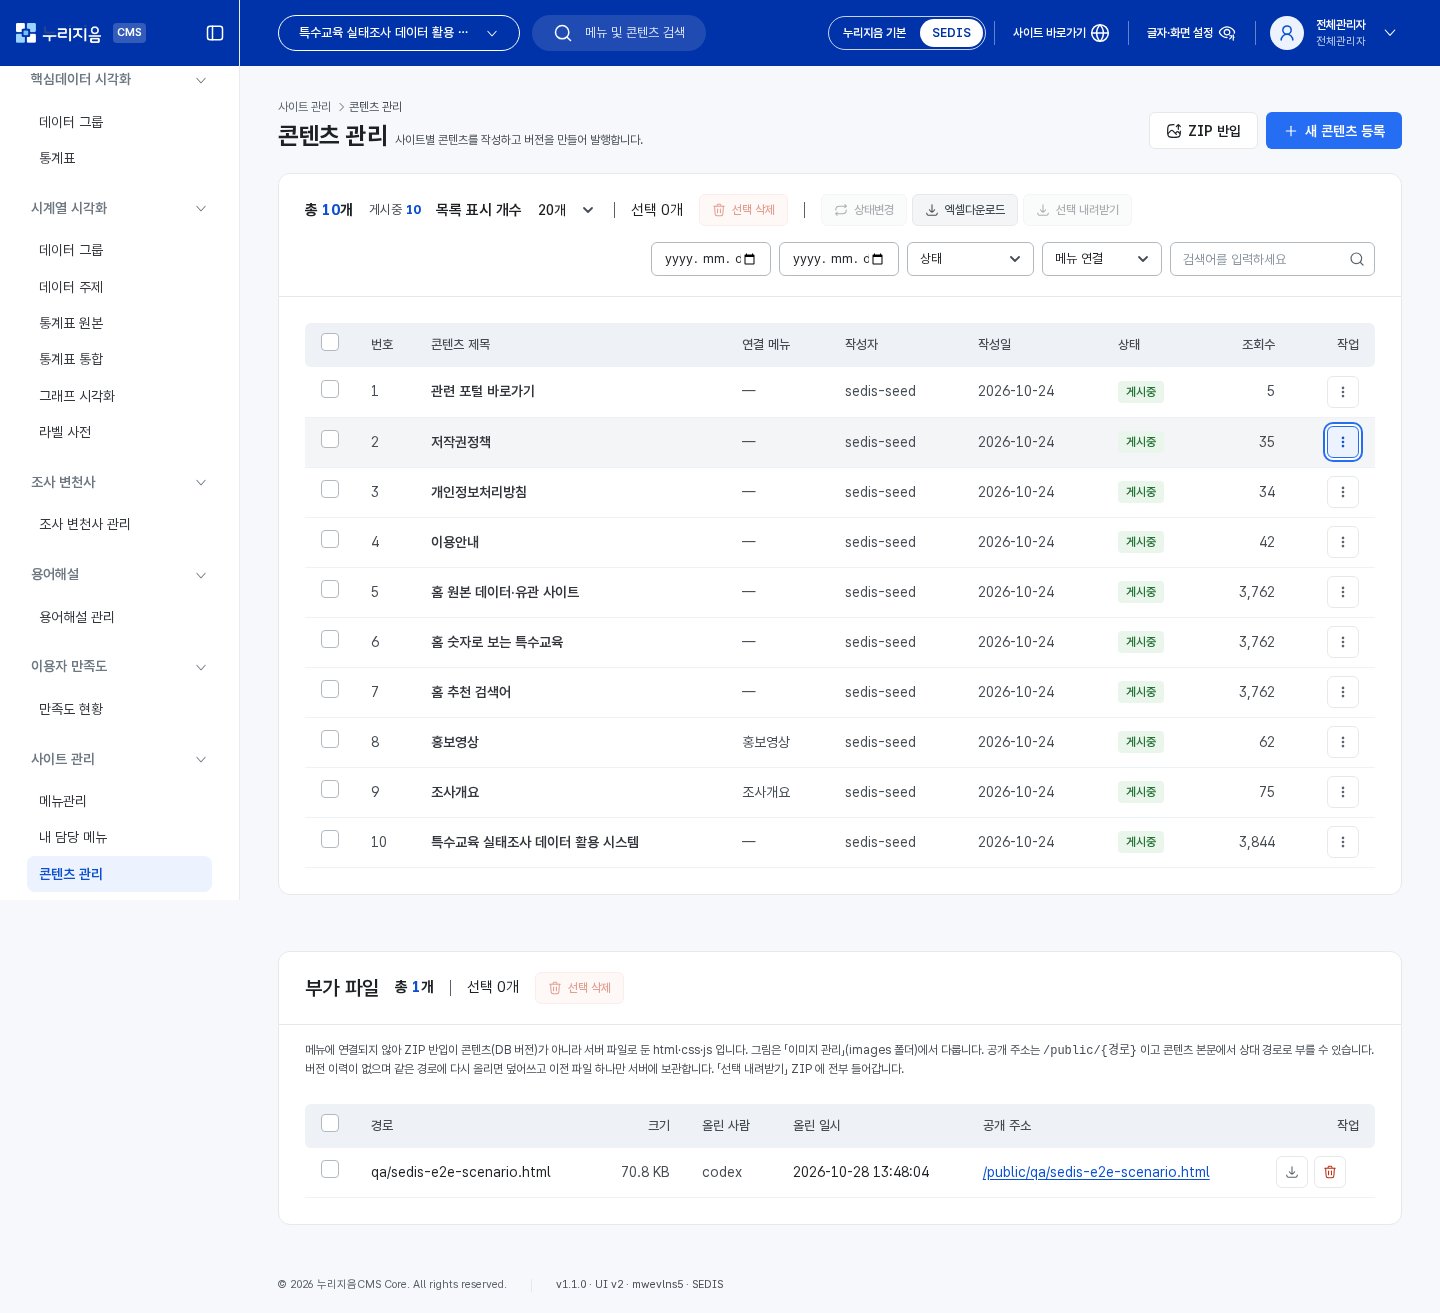 누리지음 CMS
특수교육 실태조사 데이터 활용 ···
메뉴 및 콘텐츠 검색
누리지음 기본 SEDIS
사이트 바로가기
글자·화면 설정
전체관리자
전체관리자
핵심데이터 시각화
데이터 그룹
통계표
시계열 시각화
데이터 그룹
데이터 주제
통계표 원본
통계표 통합
그래프 시각화
라벨 사전
조사 변천사
조사 변천사 관리
용어해설
용어해설 관리
이용자 만족도
만족도 현황
사이트 관리
메뉴관리
내 담당 메뉴
콘텐츠 관리
사이트 관리 > 콘텐츠 관리
콘텐츠 관리 사이트별 콘텐츠를 작성하고 버전을 만들어 발행합니다.
ZIP 반입
+ 새 콘텐츠 등록
총 10개 게시중 10 목록 표시 개수 20개 선택 0개 선택 삭제 상태변경 엑셀다운로드 선택 내려받기
yyyy. mm. d yyyy. mm. d 상태 메뉴 연결 검색어를 입력하세요
번호 콘텐츠 제목 연결 메뉴 작성자 작성일 상태 조회수 작업
1 관련 포털 바로가기 — sedis-seed 2026-10-24 게시중 5
2 저작권정책 — sedis-seed 2026-10-24 게시중 35
3 개인정보처리방침 — sedis-seed 2026-10-24 게시중 34
4 이용안내 — sedis-seed 2026-10-24 게시중 42
5 홈 원본 데이터·유관 사이트 — sedis-seed 2026-10-24 게시중 3,762
6 홈 숫자로 보는 특수교육 — sedis-seed 2026-10-24 게시중 3,762
7 홈 추천 검색어 — sedis-seed 2026-10-24 게시중 3,762
8 홍보영상 홍보영상 sedis-seed 2026-10-24 게시중 62
9 조사개요 조사개요 sedis-seed 2026-10-24 게시중 75
10 특수교육 실태조사 데이터 활용 시스템 — sedis-seed 2026-10-24 게시중 3,844
부가 파일 총 1개 선택 0개 선택 삭제
메뉴에 연결되지 않아 ZIP 반입이 콘텐츠(DB 버전)가 아니라 서버 파일로 둔 html·css·js 입니다. 그림은 「이미지 관리」(images 폴더)에서 다룹니다. 공개 주소는 /public/{경로} 이고 콘텐츠 본문에서 상대 경로로 부를 수 있습니다.
버전 이력이 없으며 같은 경로에 다시 올리면 덮어쓰고 이전 파일 하나만 서버에 보관합니다. 「선택 내려받기」 ZIP 에 전부 들어갑니다.
경로 크기 올린 사람 올린 일시 공개 주소 작업
qa/sedis-e2e-scenario.html 70.8 KB codex 2026-10-28 13:48:04 /public/qa/sedis-e2e-scenario.html
© 2026 누리지음CMS Core. All rights reserved. v1.1.0 · UI v2 · mwevlns5 · SEDIS